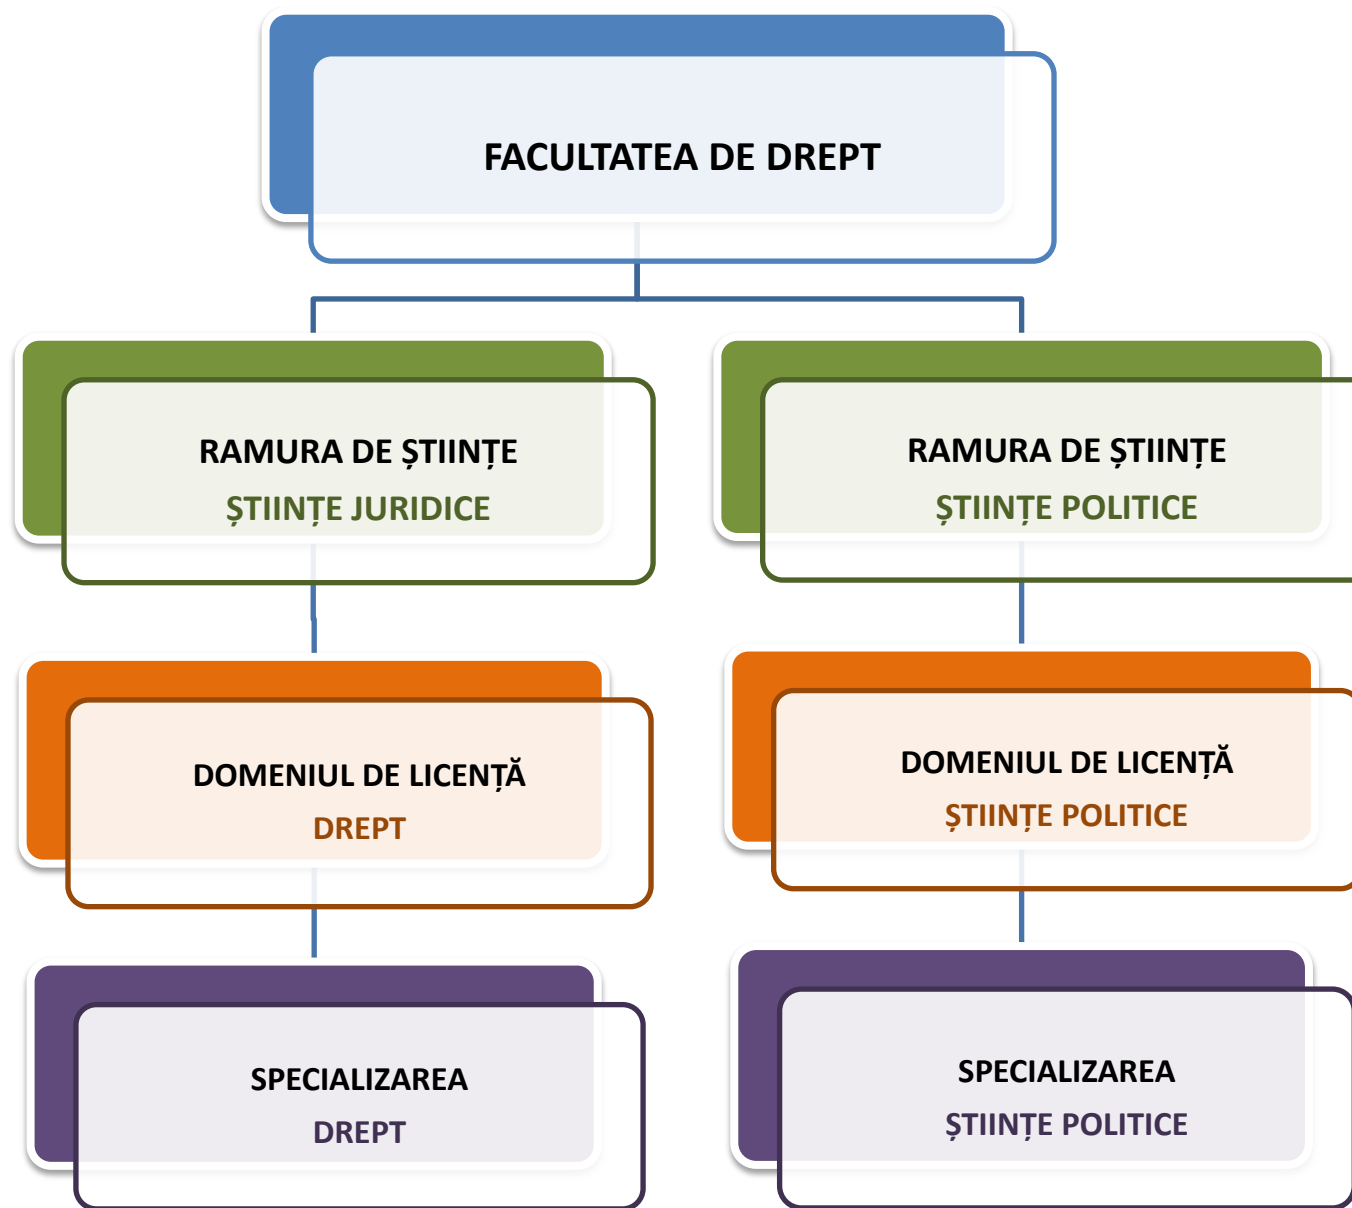 FACULTATEA DE DREPT
RAMURA DE ȘTIINȚE
ȘTIINȚE JURIDICE
RAMURA DE ȘTIINȚE
ȘTIINȚE POLITICE
DOMENIUL DE LICENȚĂ
DREPT
DOMENIUL DE LICENȚĂ
ȘTIINȚE POLITICE
SPECIALIZAREA
DREPT
SPECIALIZAREA
ȘTIINȚE POLITICE